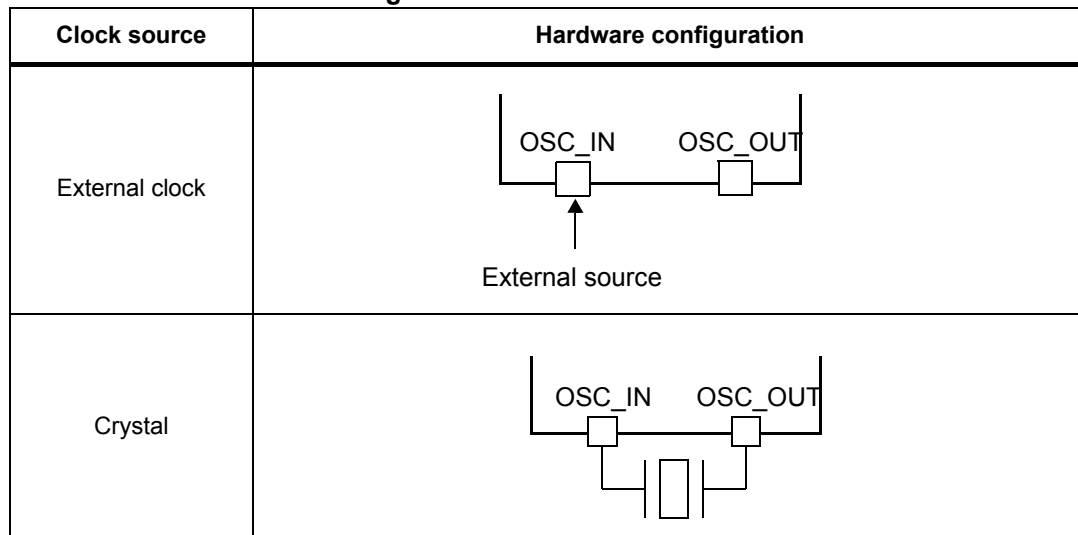 Clock source Hardware configuration
External clock
OSC_IN OSC_OUT
External source
Crystal
OSC_IN OSC_OUT